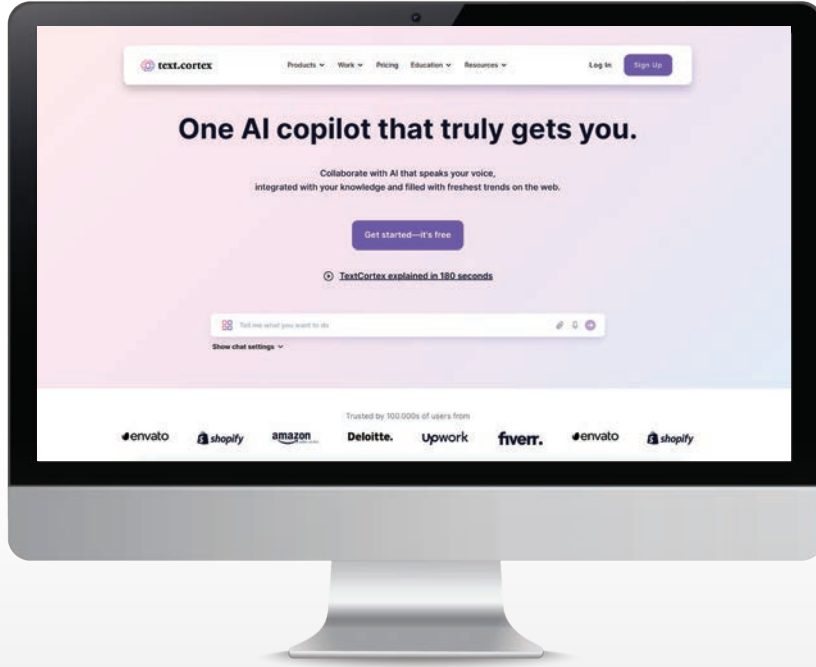 text.cortex
Products Work Pricing Education Resources Log In Sign Up
One AI copilot that truly gets you.
Collaborate with AI that speaks your voice,
integrated with your knowledge and filled with freshest trends on the web.
Get started—it's free
TextCortex explained in 180 seconds
Tell me what you want to do
Show chat settings
Trusted by 100.000s of users from
envato shopify amazon Deloitte. Upwork fiverr. envato shopify